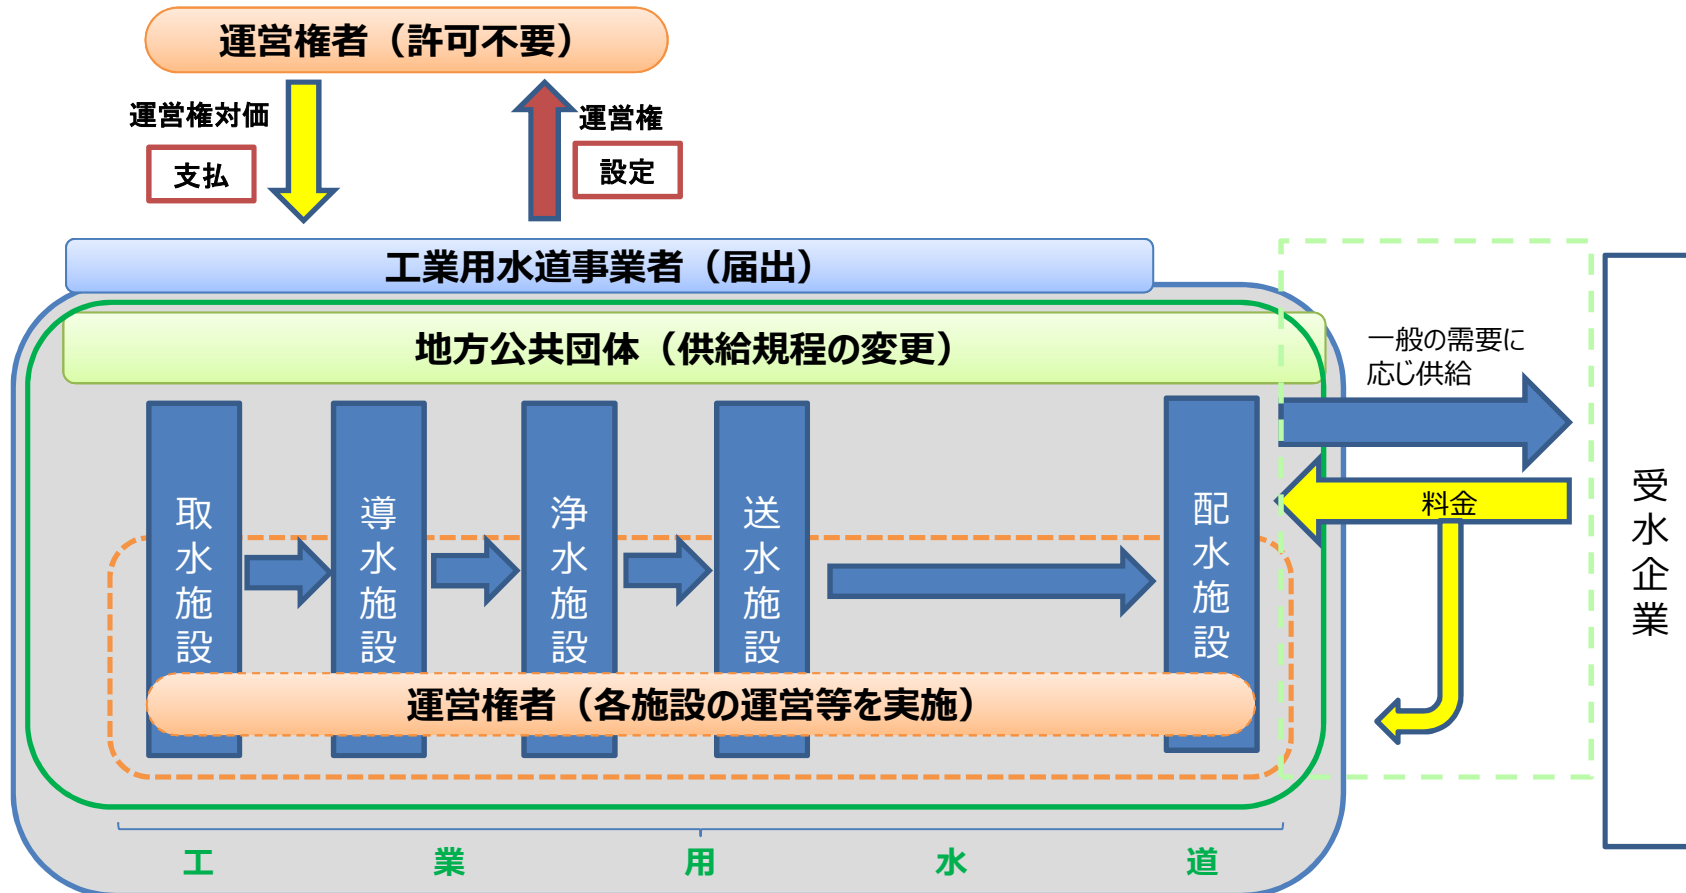 運営権者（許可不要）
運営権対価
支払
運営権
設定
工業用水道事業者（届出）
地方公共団体（供給規程の変更）
一般の需要に
応じ供給
料金
取水施設
導水施設
浄水施設
送水施設
配水施設
受水企業
運営権者（各施設の運営等を実施）
工業用水道